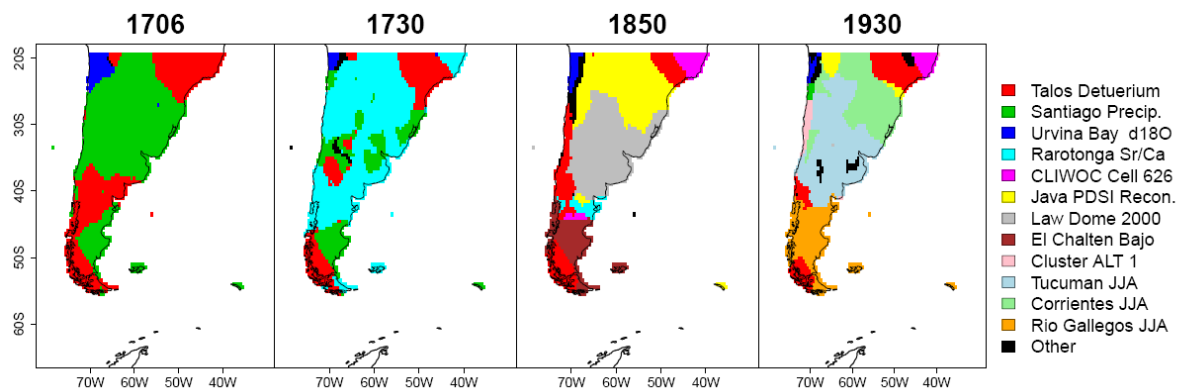 1706 1730 1850 1930
20S
30S
40S
50S
60S
70W 60W 50W 40W 70W 60W 50W 40W 70W 60W 50W 40W 70W 60W 50W 40W
Talos Detuerium
Santiago Precip.
Urvina Bay d18O
Rarotonga Sr/Ca
CLIWOC Cell 626
Java PDSI Recon.
Law Dome 2000
El Chalten Bajo
Cluster ALT 1
Tucuman JJA
Corrientes JJA
Rio Gallegos JJA
Other